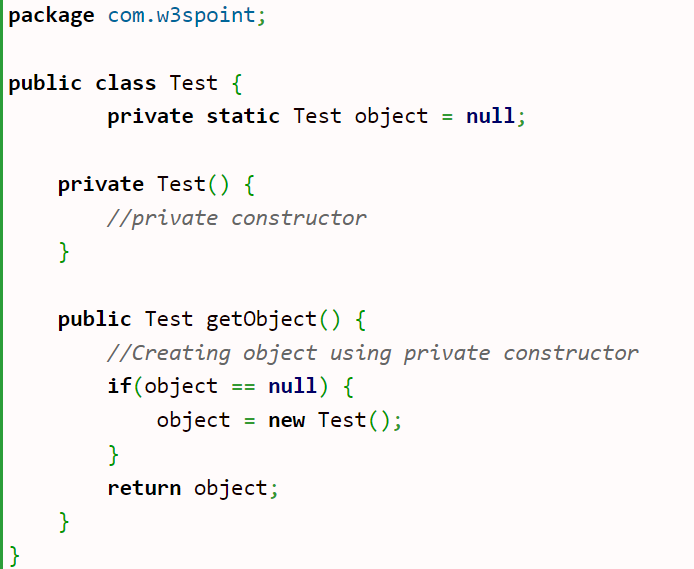 package com.w3spoint;
public class Test {
private static Test object = null;
private Test() {
//private constructor
}
public Test getObject() {
//Creating object using private constructor
if(object == null) {
object = new Test();
}
return object;
}
}